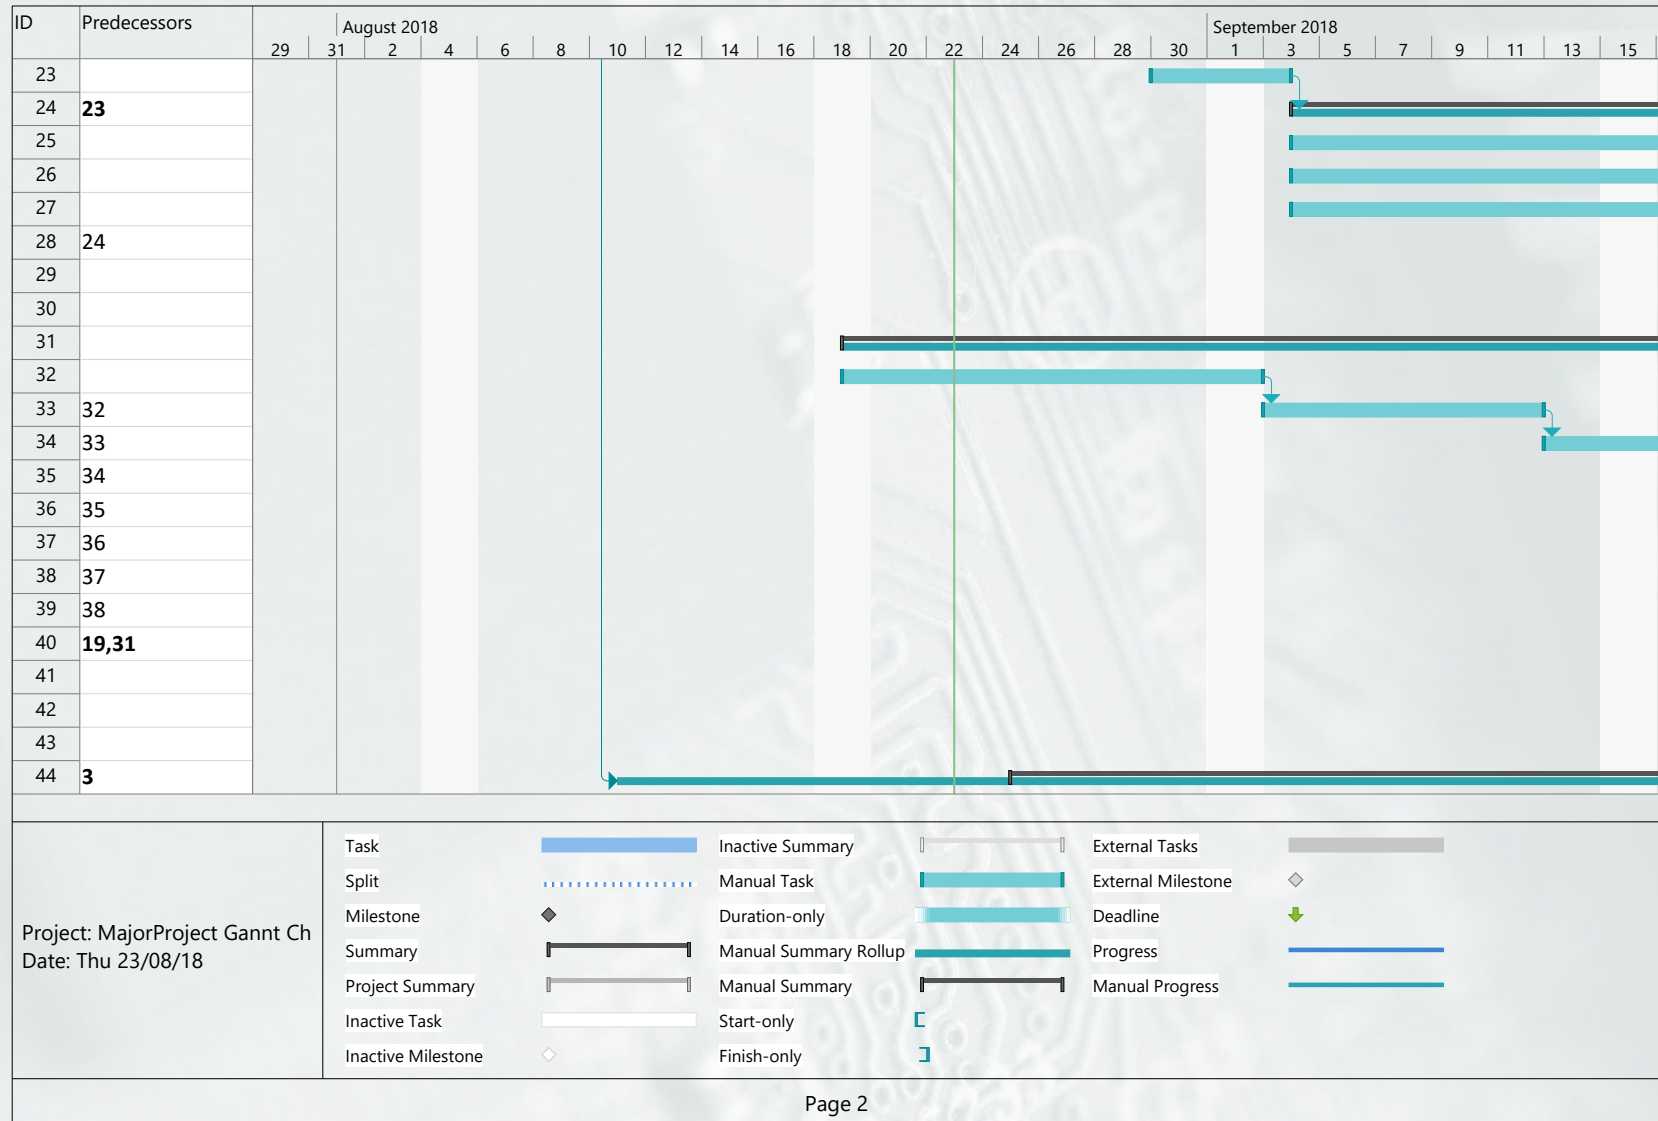 ID Predecessors August 2018 September 2018
29 31 2 4 6 8 10 12 14 16 18 20 22 24 26 28 30 1 3 5 7 9 11 13 15
23
24 23
25
26
27
28 24
29
30
31
32
33 32
34 33
35 34
36 35
37 36
38 37
39 38
40 19,31
41
42
43
44 3
Project: MajorProject Gannt Ch
Date: Thu 23/08/18
Task
Split
Milestone
Summary
Project Summary
Inactive Task
Inactive Milestone
Inactive Summary
Manual Task
Duration-only
Manual Summary Rollup
Manual Summary
Start-only
Finish-only
External Tasks
External Milestone
Deadline
Progress
Manual Progress
Page 2